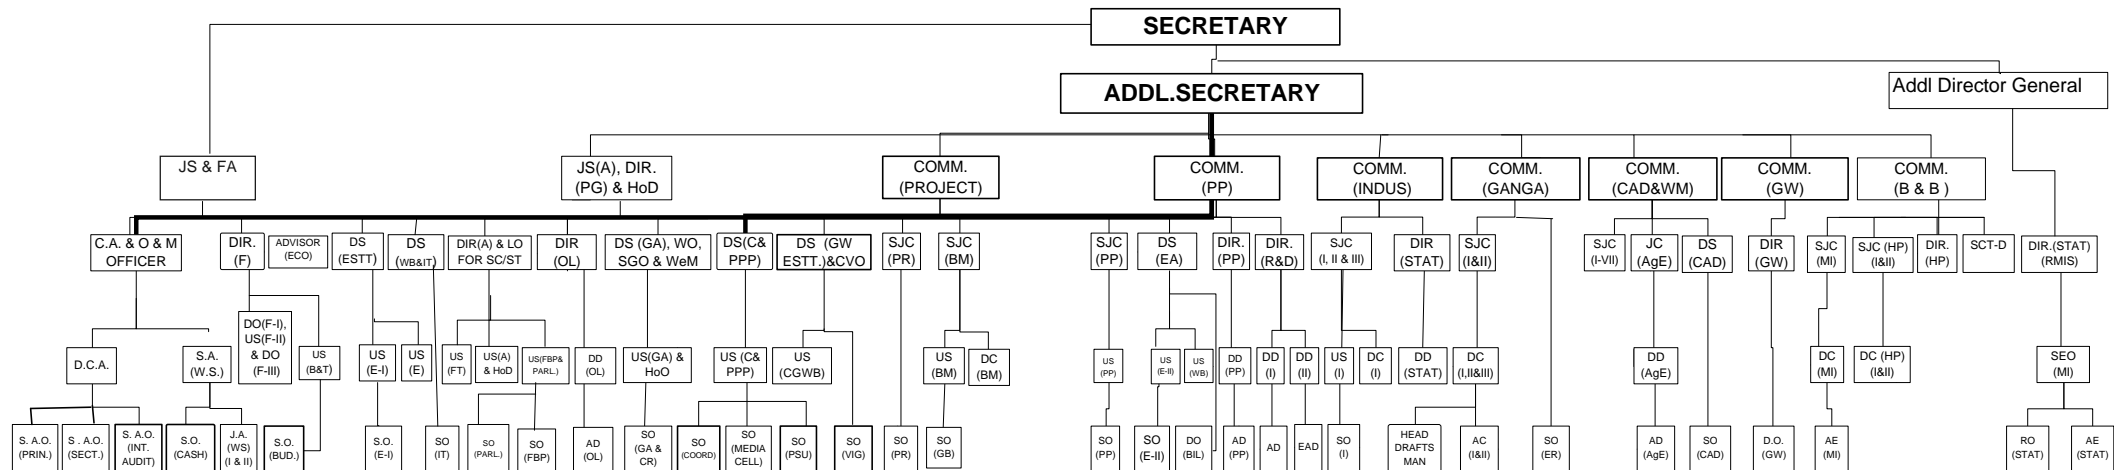 SECRETARY
ADDL.SECRETARY
Addl Director General
JS & FA
JS(A), DIR.
(PG) & HoD
COMM.
(PROJECT)
COMM.
(PP)
COMM.
(INDUS)
COMM.
(GANGA)
COMM.
(CAD&WM)
COMM.
(GW)
COMM.
(B & B )
C.A. & O & M
OFFICER
DIR.
(F)
ADVISOR
(ECO)
DS
(ESTT)
DS
(WB&IT)
DIR(A) & LO
FOR SC/ST
DIR
(OL)
DS (GA), WO,
SGO & WeM
DS(C&
PPP)
DS (GW
ESTT.)&CVO
SJC
(PR)
SJC
(BM)
SJC
(PP)
DS
(EA)
DIR.
(PP)
DIR.
(R&D)
SJC
(I, II & III)
DIR
(STAT)
SJC
(I&II)
SJC
(I-VII)
JC
(AgE)
DS
(CAD)
DIR
(GW)
SJC
(MI)
SJC (HP)
(I&II)
DIR.
(HP)
SCT-D
DIR.(STAT)
(RMIS)
D.C.A.
S.A.
(W.S.)
DO(F-I),
US(F-II)
& DO
(F-III)
US
(B&T)
US
(E-I)
US
(E)
US
(FT)
US(A)
& HoD
US(FBP&
PARL.)
DD
(OL)
US(GA) &
HoO
US (C&
PPP)
US
(CGWB)
US
(BM)
DC
(BM)
US
(PP)
US
(E-II)
US
(WB)
DD
(PP)
DD
(I)
DD
(II)
US
(I)
DC
(I)
DD
(STAT)
DC
(I,II&III)
DD
(AgE)
DC
(MI)
DC (HP)
(I&II)
SEO
(MI)
S. A.O.
(PRIN.)
S . A.O.
(SECT.)
S. A.O.
(INT.
AUDIT)
S.O.
(CASH)
J.A.
(WS)
(I & II)
S.O.
(BUD.)
S.O.
(E-I)
SO
(IT)
SO
(PARL.)
SO
(FBP)
AD
(OL)
SO
(GA &
CR)
SO
(COORD)
SO
(MEDIA
CELL)
SO
(PSU)
SO
(VIG)
SO
(PR)
SO
(GB)
SO
(PP)
SO
(E-II)
DO
(BIL)
AD
(PP)
AD
EAD
SO
(I)
HEAD
DRAFTS
MAN
AC
(I&II)
SO
(ER)
AD
(AgE)
SO
(CAD)
D.O.
(GW)
AE
(MI)
RO
(STAT)
AE
(STAT)